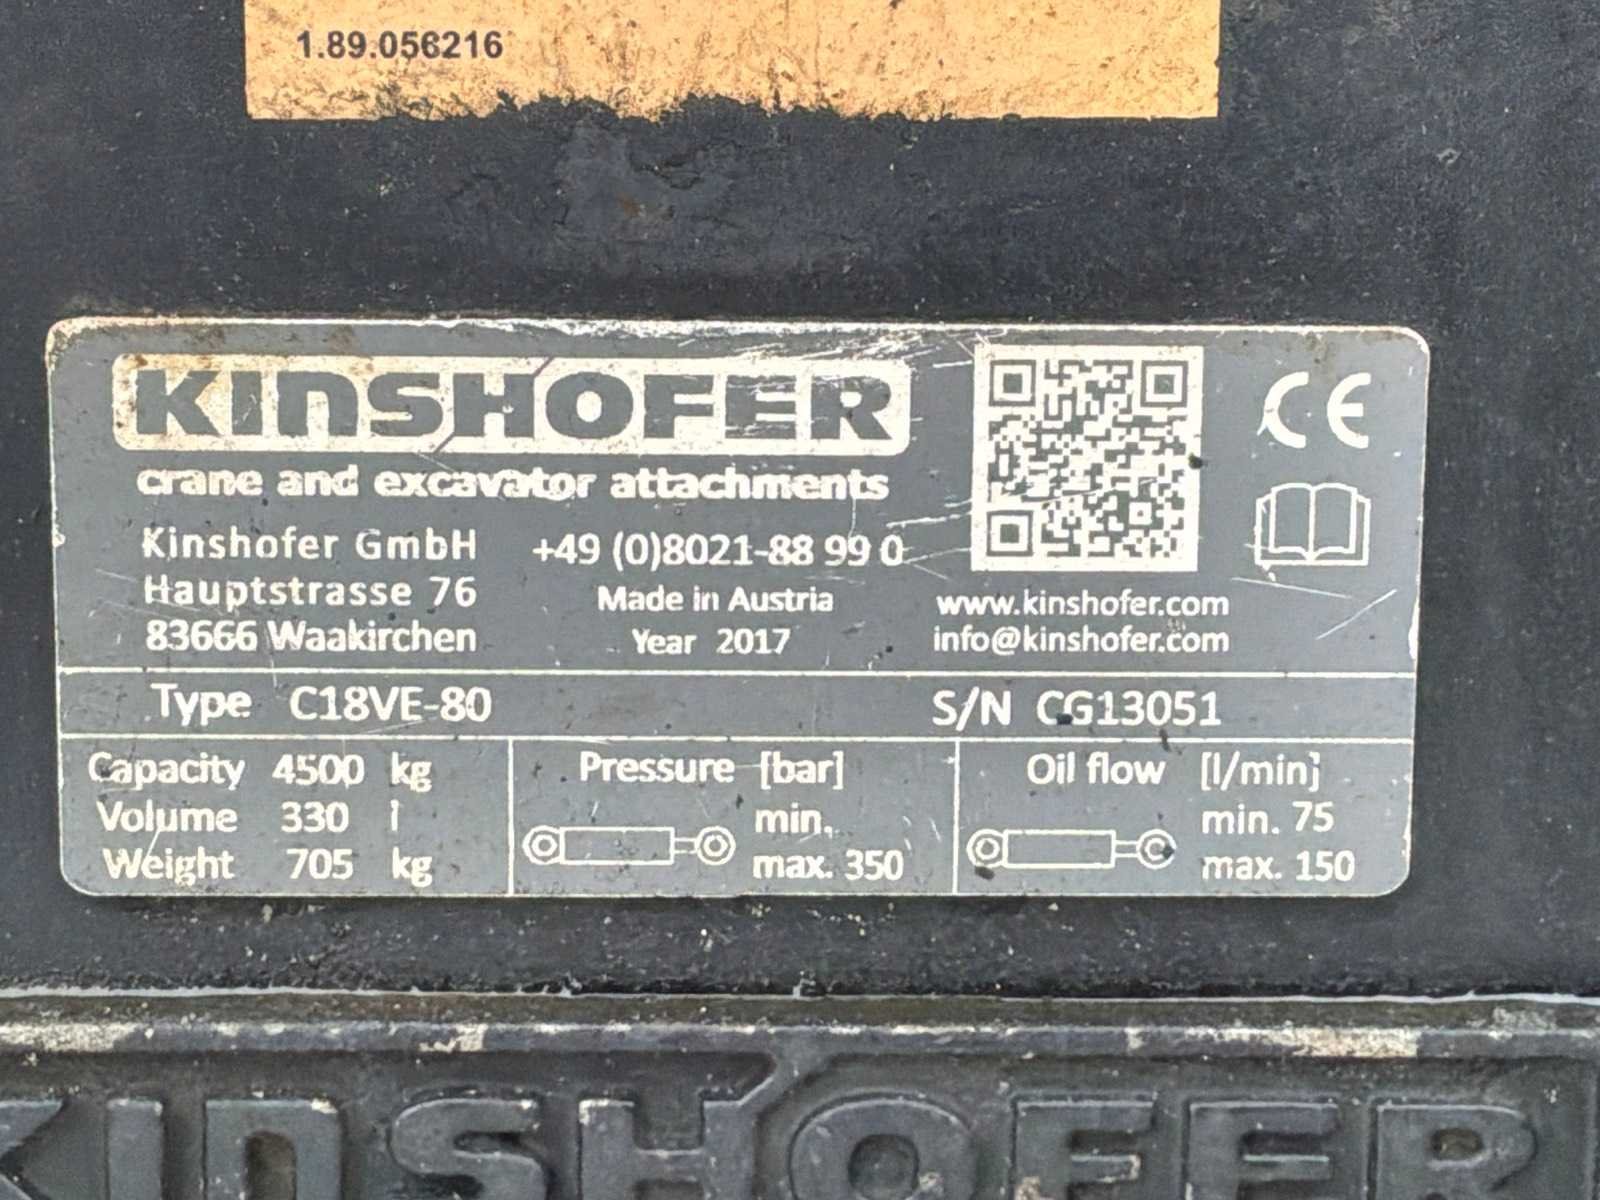 1.89.056216
KINSHOFER
crane and excavator attachments
CE
Kinshofer GmbH +49 (0)8021-88 99 0
Hauptstrasse 76 Made in Austria www.kinshofer.com
83666 Waakirchen Year 2017 info@kinshofer.com
Type C18VE-80 S/N CG13051
Capacity 4500 kg Pressure [bar] Oil flow [l/min]
Volume 330 l min. min. 75
Weight 705 kg max. 350 max. 150
KINSHOFER